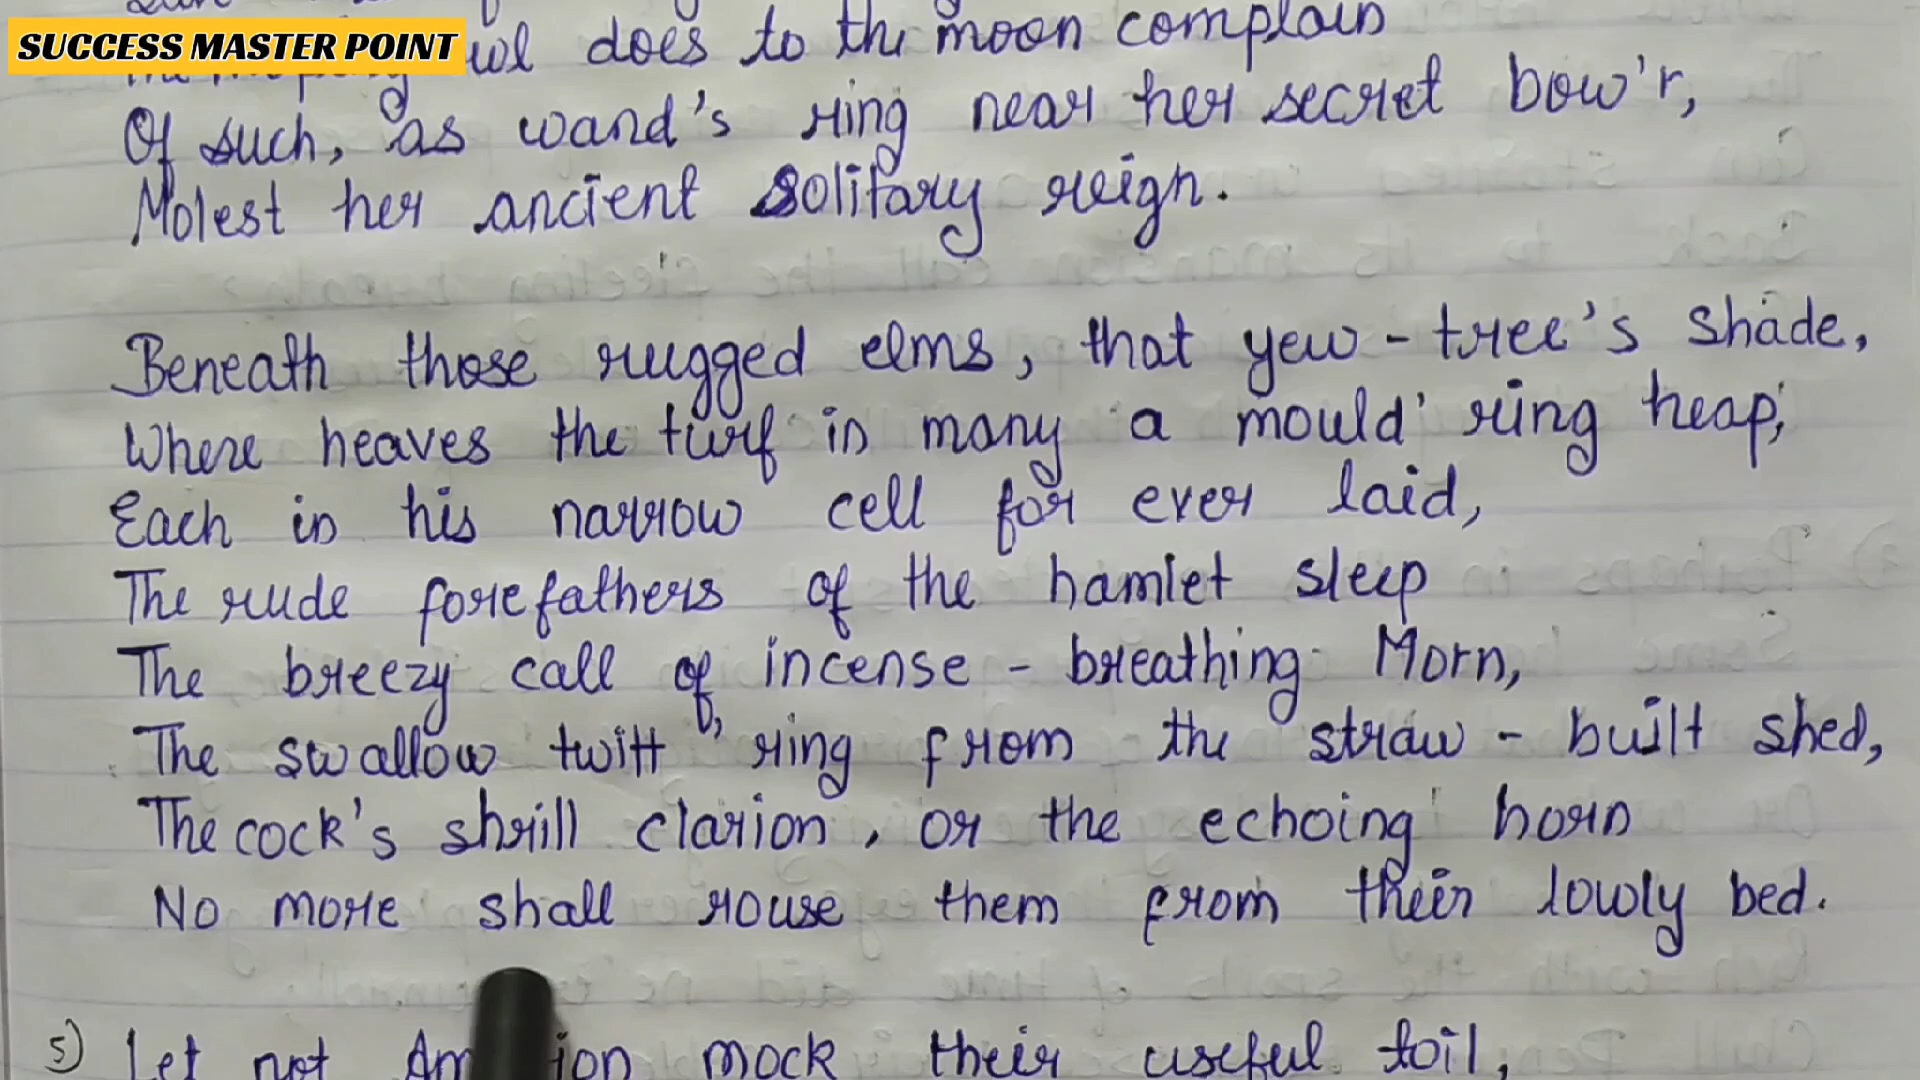 SUCCESS MASTER POINT
does to the moon complain
Of such, as wand's ring near her secret bow'r,
Molest her ancient solitary reign.
Beneath those rugged elms, that yew - tree's shade,
Where heaves the turf in many a mould' ring heap,
Each in his narrow cell for ever laid,
The rude forefathers of the hamlet sleep
The breezy call of incense - breathing Morn,
The swallow twitt 'ring from the straw - built shed,
The cock's shrill clarion, or the echoing horn
No more shall rouse them from their lowly bed.
5) Let not mock their useful toil,